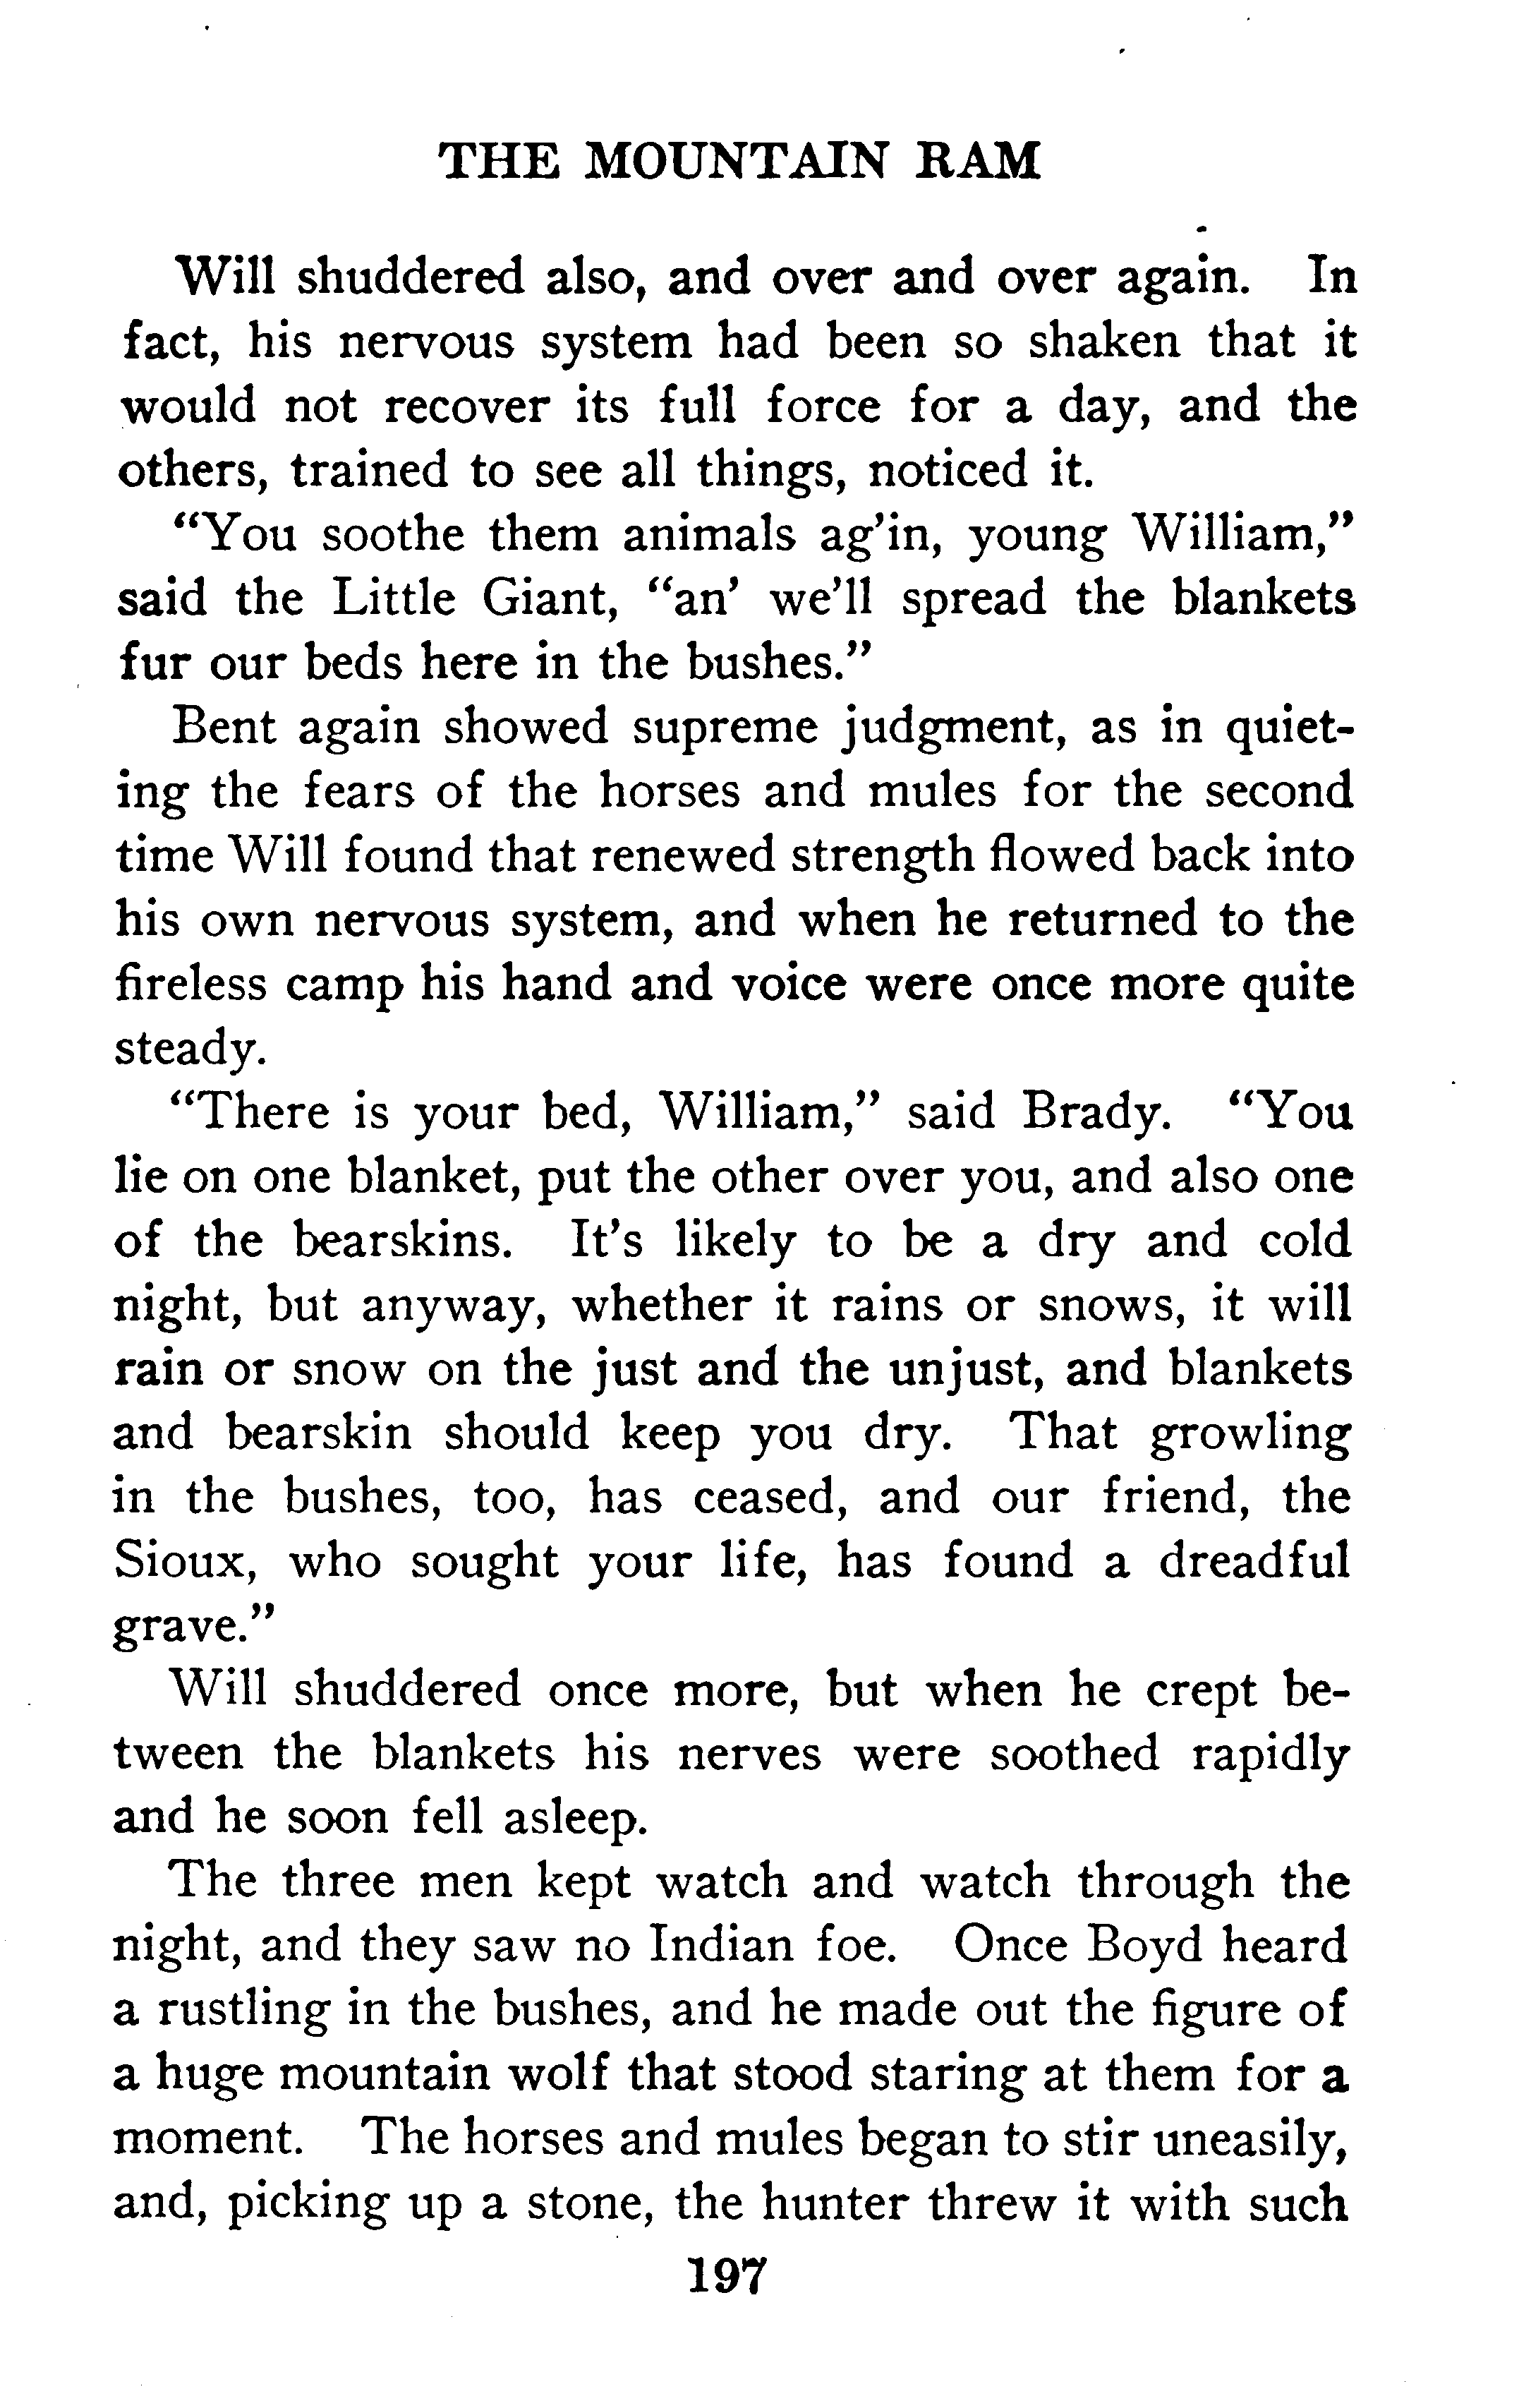 THE MOUNTAIN RAM
Will shuddered also, and over and over again. In
fact, his nervous system had been so shaken that it
would not recover its full force for a day, and the
others, trained to see all things, noticed it.
"You soothe them animals ag'in, young William,"
said the Little Giant, "an' we'll spread the blankets
fur our beds here in the bushes."
Bent again showed supreme judgment, as in quiet-
ing the fears of the horses and mules for the second
time Will found that renewed strength flowed back into
his own nervous system, and when he returned to the
fireless camp his hand and voice were once more quite
steady.
"There is your bed, William," said Brady. "You
lie on one blanket, put the other over you, and also one
of the bearskins. It's likely to be a dry and cold
night, but anyway, whether it rains or snows, it will
rain or snow on the just and the unjust, and blankets
and bearskin should keep you dry. That growling
in the bushes, too, has ceased, and our friend, the
Sioux, who sought your life, has found a dreadful
grave."
Will shuddered once more, but when he crept be-
tween the blankets his nerves were soothed rapidly
and he soon fell asleep.
The three men kept watch and watch through the
night, and they saw no Indian foe. Once Boyd heard
a rustling in the bushes, and he made out the figure of
a huge mountain wolf that stood staring at them for a
moment. The horses and mules began to stir uneasily,
and, picking up a stone, the hunter threw it with such
197